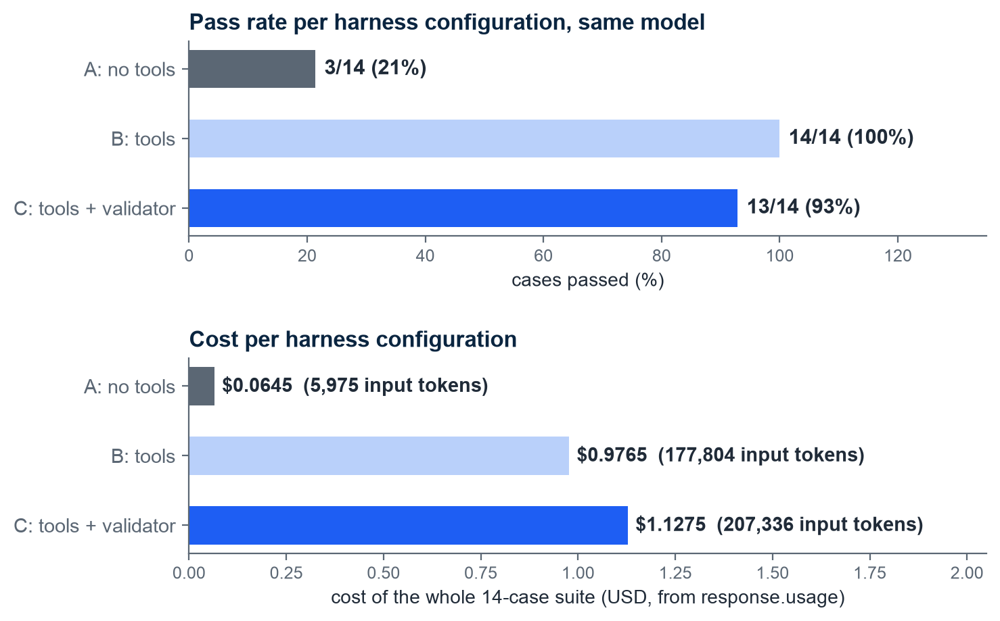 Pass rate per harness configuration, same model
A: no tools
3/14 (21%)
B: tools
14/14 (100%)
C: tools + validator
13/14 (93%)
0 20 40 60 80 100 120
cases passed (%)
Cost per harness configuration
A: no tools
$0.0645 (5,975 input tokens)
B: tools
$0.9765 (177,804 input tokens)
C: tools + validator
$1.1275 (207,336 input tokens)
0.00 0.25 0.50 0.75 1.00 1.25 1.50 1.75 2.00
cost of the whole 14-case suite (USD, from response.usage)